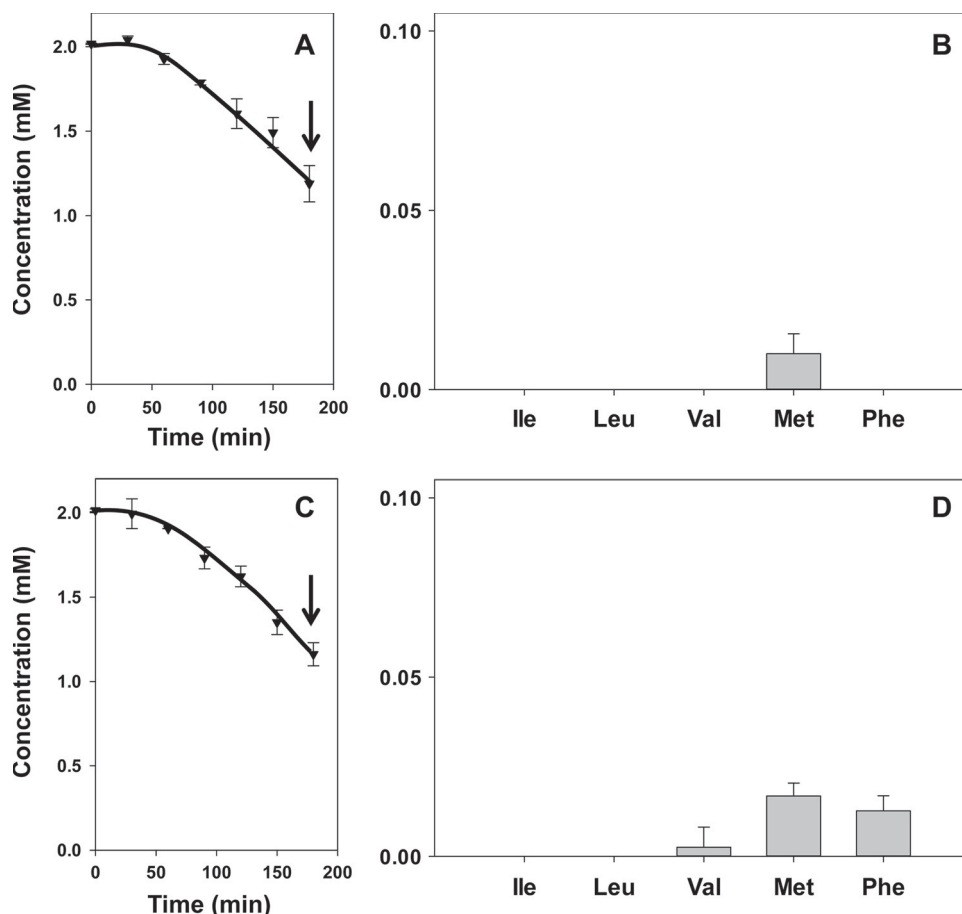 A
Concentration (mM)
2.0
1.5
1.0
0.5
0.0
0 50 100 150 200
Time (min)
B
0.10
0.05
0.00
Ile Leu Val Met Phe
C
Concentration (mM)
2.0
1.5
1.0
0.5
0.0
0 50 100 150 200
Time (min)
D
0.10
0.05
0.00
Ile Leu Val Met Phe